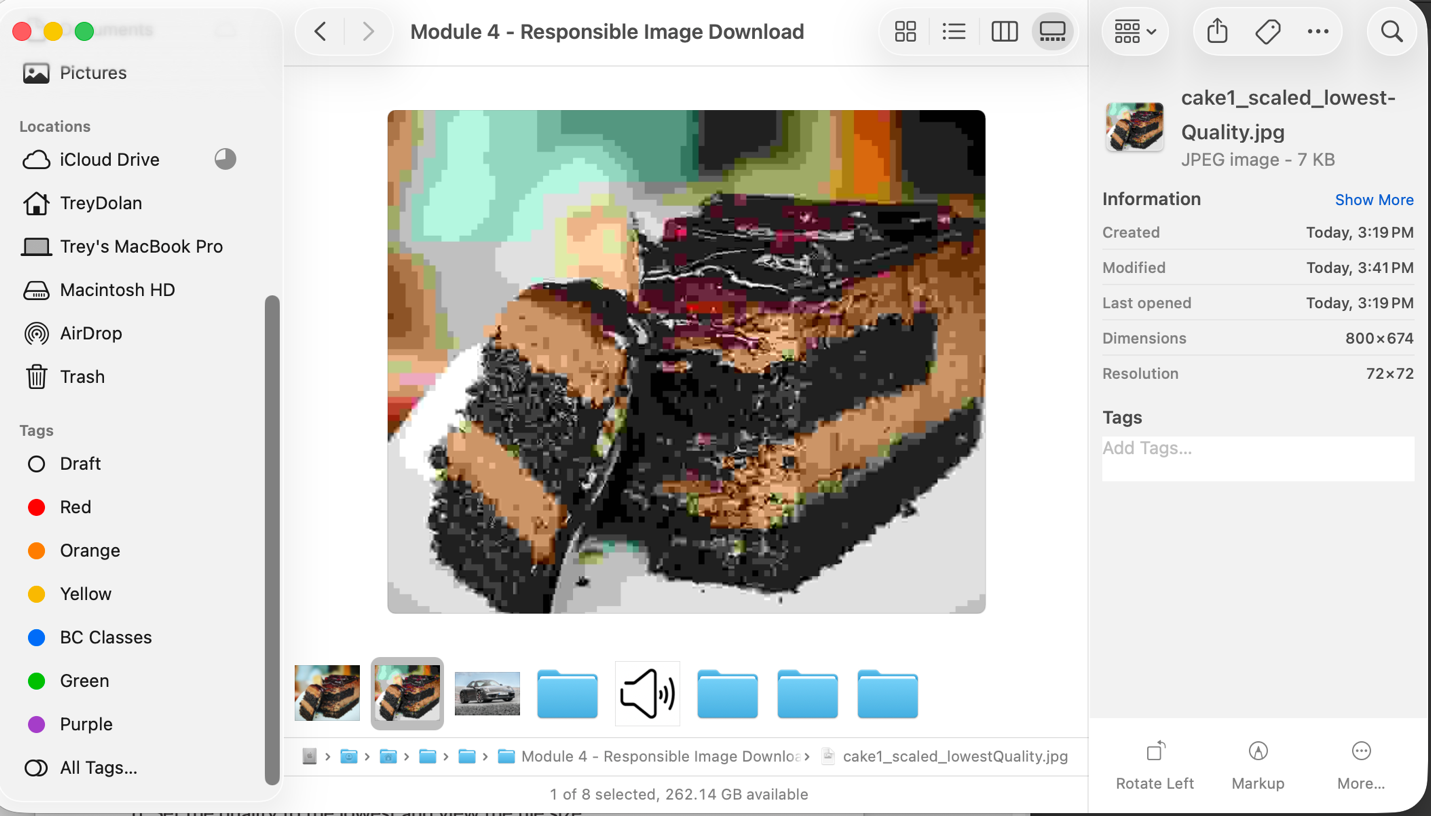 Documents
Pictures
Locations
iCloud Drive
TreyDolan
Trey's MacBook Pro
Macintosh HD
AirDrop
Trash
Tags
Draft
Red
Orange
Yellow
BC Classes
Green
Purple
All Tags...
Module 4 - Responsible Image Download
Module 4 - Responsible Image Downloa
cake1_scaled_lowestQuality.jpg
1 of 8 selected, 262.14 GB available
cake1_scaled_lowest-
Quality.jpg
JPEG image - 7 KB
Information Show More
Created Today, 3:19 PM
Modified Today, 3:41 PM
Last opened Today, 3:19 PM
Dimensions 800×674
Resolution 72×72
Tags
Add Tags...
Rotate Left Markup More...